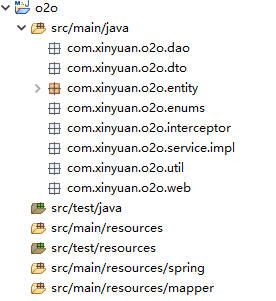 o2o
src/main/java
com.xinyuan.o2o.dao
com.xinyuan.o2o.dto
com.xinyuan.o2o.entity
com.xinyuan.o2o.enums
com.xinyuan.o2o.interceptor
com.xinyuan.o2o.service.impl
com.xinyuan.o2o.util
com.xinyuan.o2o.web
src/test/java
src/main/resources
src/test/resources
src/main/resources/spring
src/main/resources/mapper